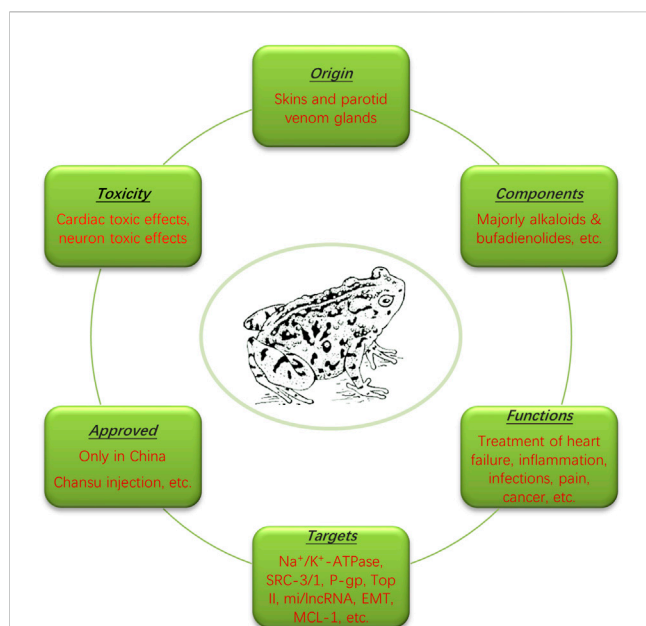 Origin
Skins and parotid
venom glands
Components
Majorly alkaloids &
bufadienolides, etc.
Functions
Treatment of heart
failure, inflammation,
infections, pain,
cancer, etc.
Targets
Na⁺/K⁺-ATPase,
SRC-3/1, P-gp, Top
II, mi/lncRNA, EMT,
MCL-1, etc.
Approved
Only in China
Chansu injection, etc.
Toxicity
Cardiac toxic effects,
neuron toxic effects